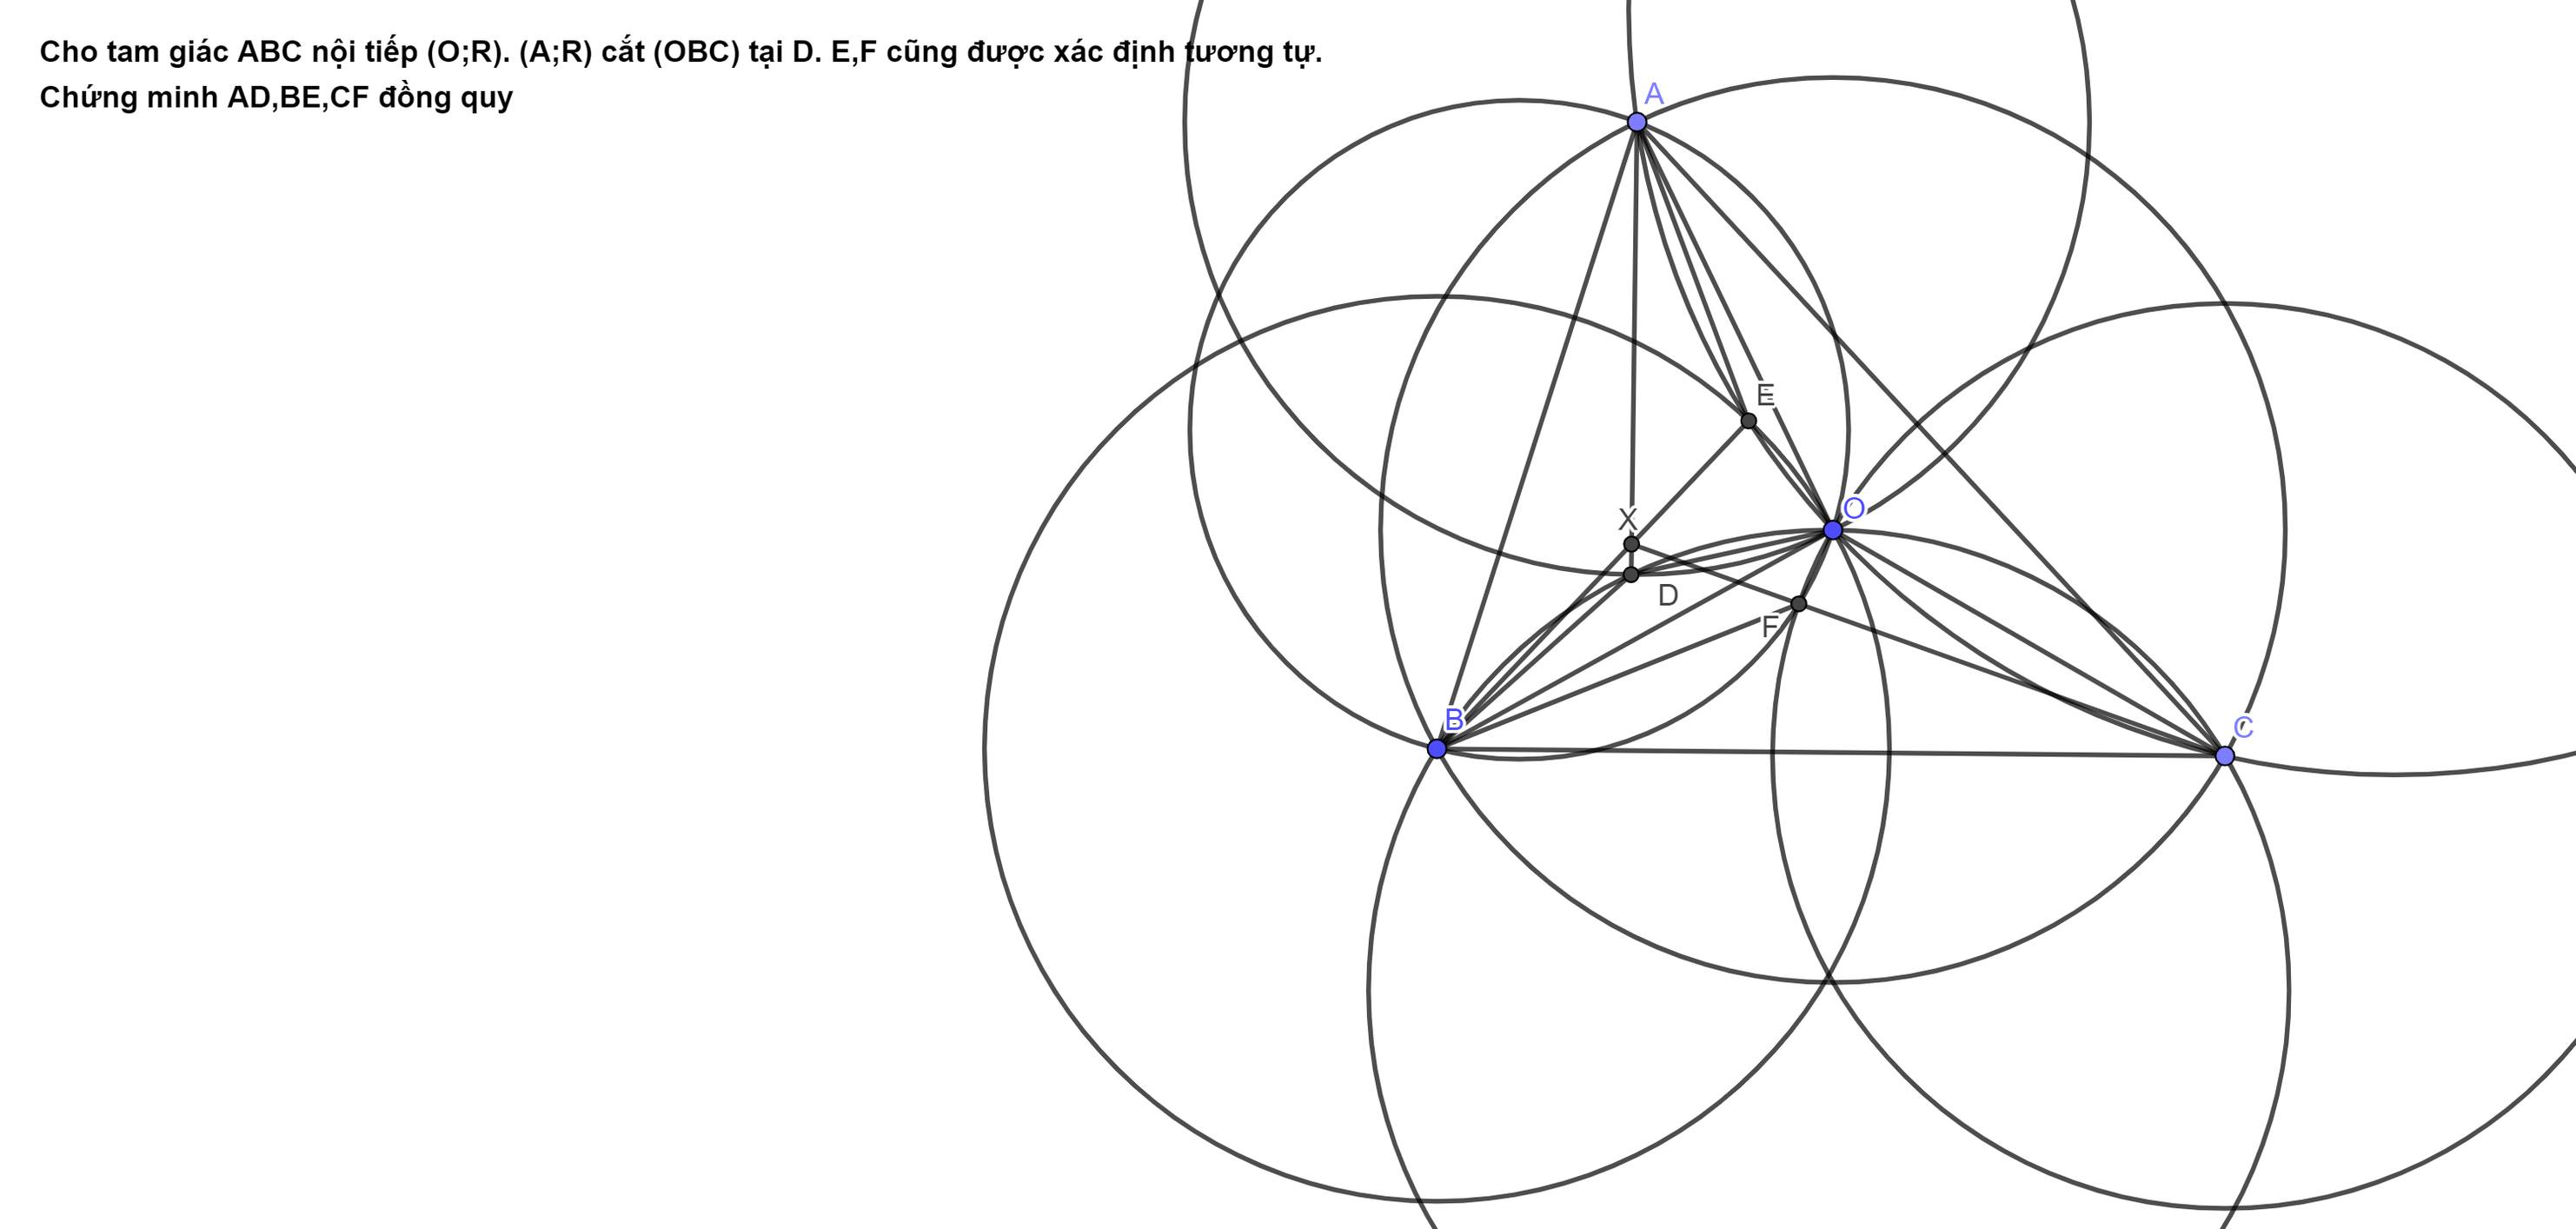 Cho tam giác ABC nội tiếp (O;R). (A;R) cắt (OBC) tại D. E,F cũng được xác định tương tự.
Chứng minh AD,BE,CF đồng quy
A
E
O
X
D
F
B
C